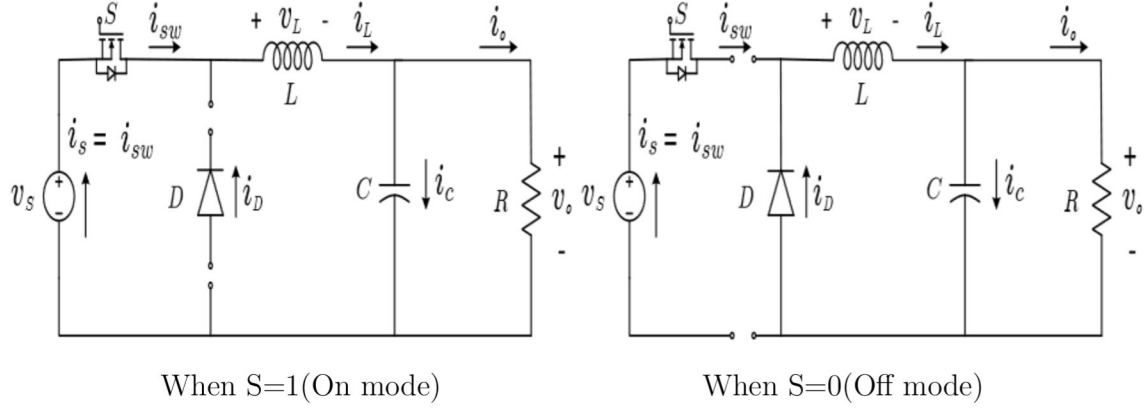 S i_sw + v_L - i_L i_o
L
i_s = i_sw
v_S + - D i_D C i_c R + v_o -
S i_sw + v_L - i_L i_o
L
i_s = i_sw
v_S + - D i_D C i_c R + v_o -
When S=1(On mode)
When S=0(Off mode)